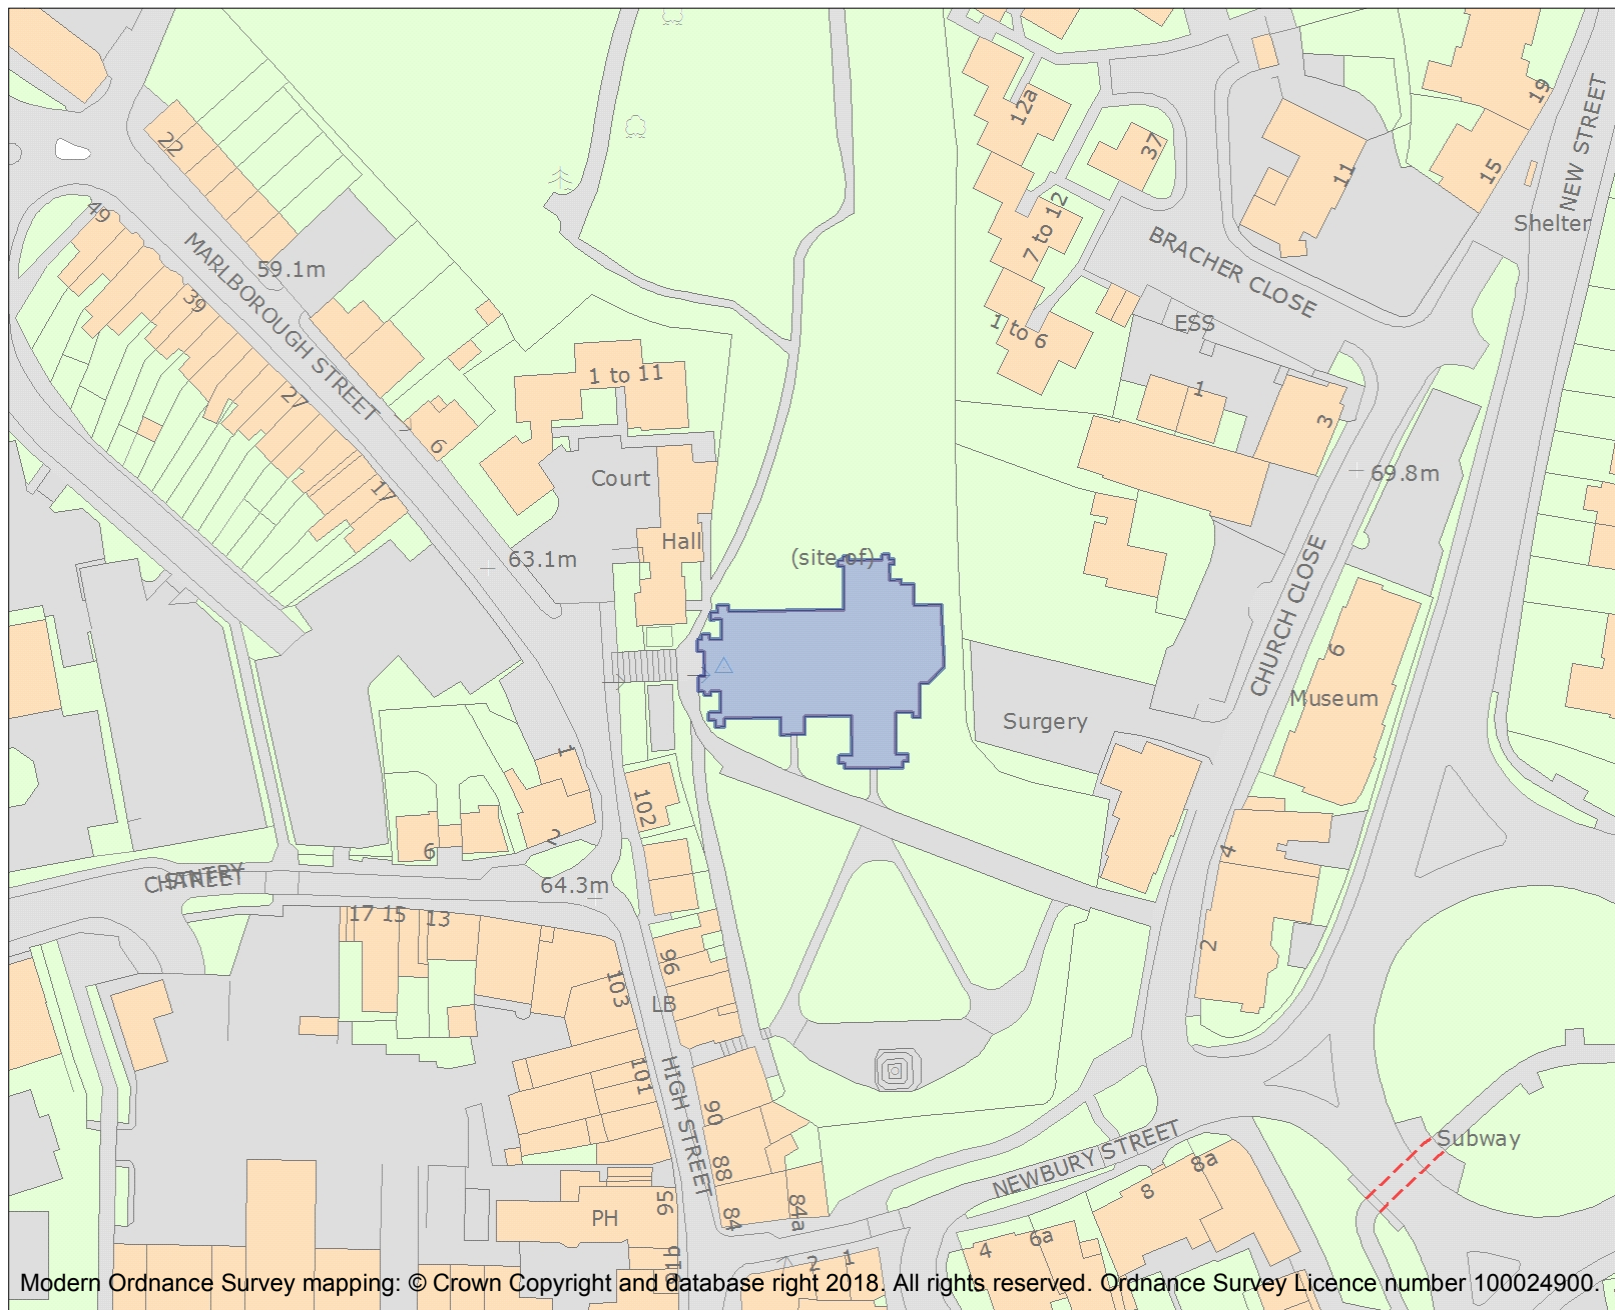 12a
19
NEW STREET
22
37
11
15
Shelter
49
7 to 12
BRACHER CLOSE
MARLBOROUGH STREET
59.1m
39
1 to 6
ESS
1 to 11
1
3
27
6
17
Court
69.8m
Hall
(site of)
63.1m
CHURCH CLOSE
6
Museum
Surgery
1
102
2
6
4
CHANTRY
STREET
64.3m
17 15 13
2
96
103
LB
HIGH STREET
101
90
88
Subway
NEWBURY STREET
8a
8
56
84
84a
PH
4
6a
2
1
Modern Ordnance Survey mapping: © Crown Copyright and database right 2018. All rights reserved. Ordnance Survey Licence number 100024900.